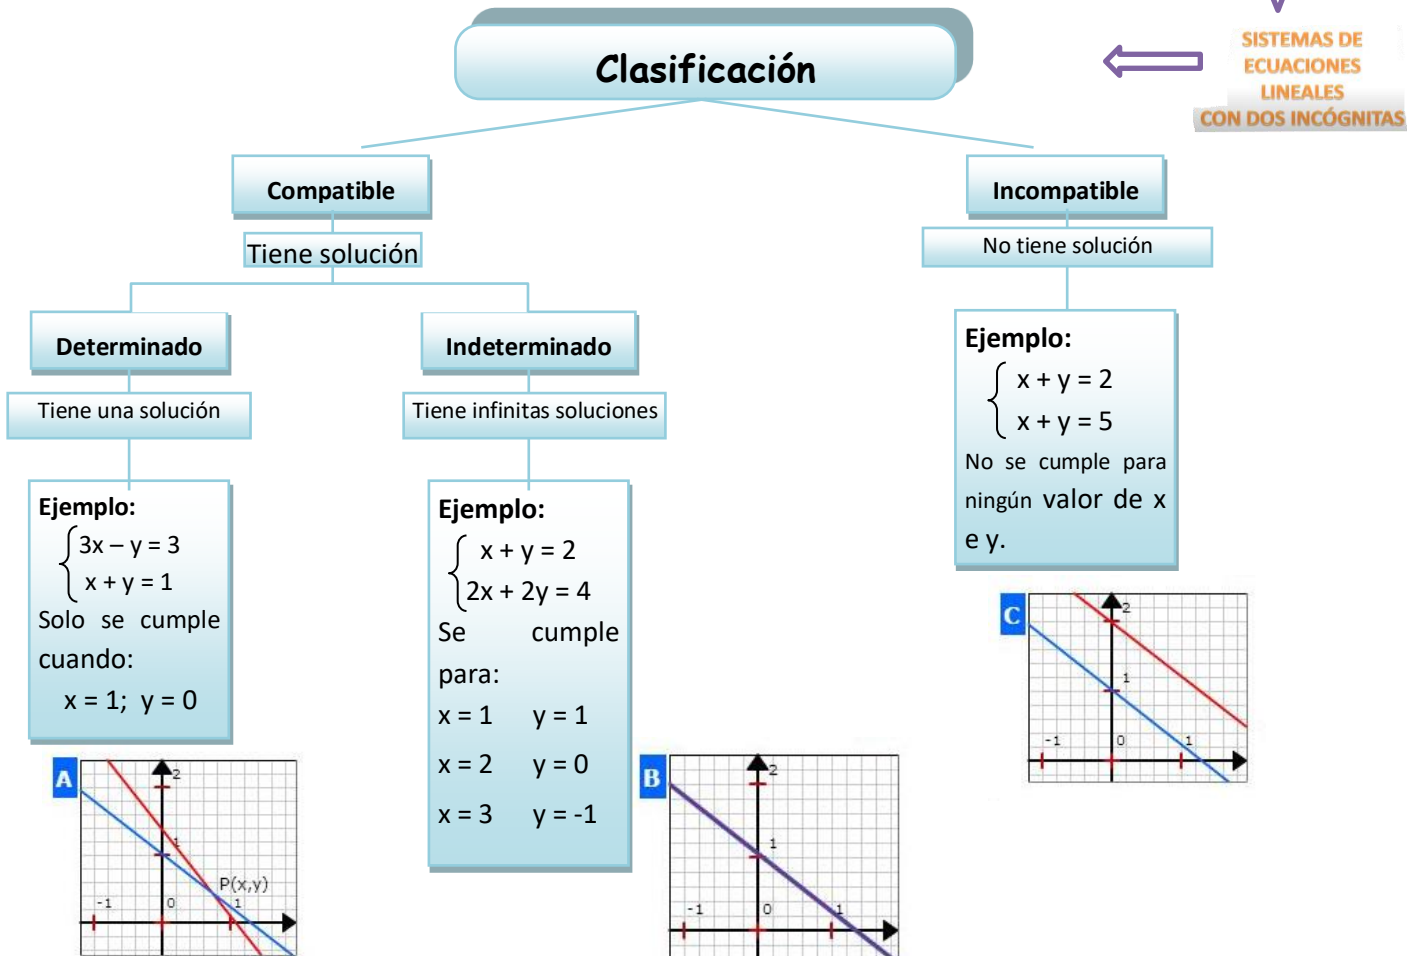 Clasificación
SISTEMAS DE
ECUACIONES
LINEALES
CON DOS INCÓGNITAS
Compatible
Tiene solución
Determinado
Tiene una solución
Ejemplo:
3x – y = 3
x + y = 1
Solo se cumple
cuando:
x = 1; y = 0
A
2
1
P(x,y)
-1 0 1
Indeterminado
Tiene infinitas soluciones
Ejemplo:
x + y = 2
2x + 2y = 4
Se cumple
para:
x = 1 y = 1
x = 2 y = 0
x = 3 y = -1
B
2
1
-1 0 1
Incompatible
No tiene solución
Ejemplo:
x + y = 2
x + y = 5
No se cumple para
ningún valor de x
e y.
C
2
1
-1 0 1